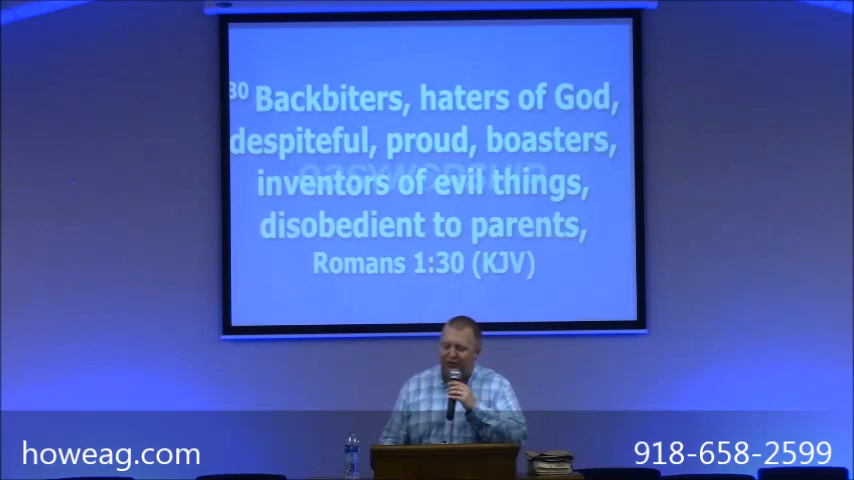 30 Backbiters, haters of God,
despiteful, proud, boasters,
inventors of evil things,
disobedient to parents,
Romans 1:30 (KJV)
howeag.com
918-658-2599